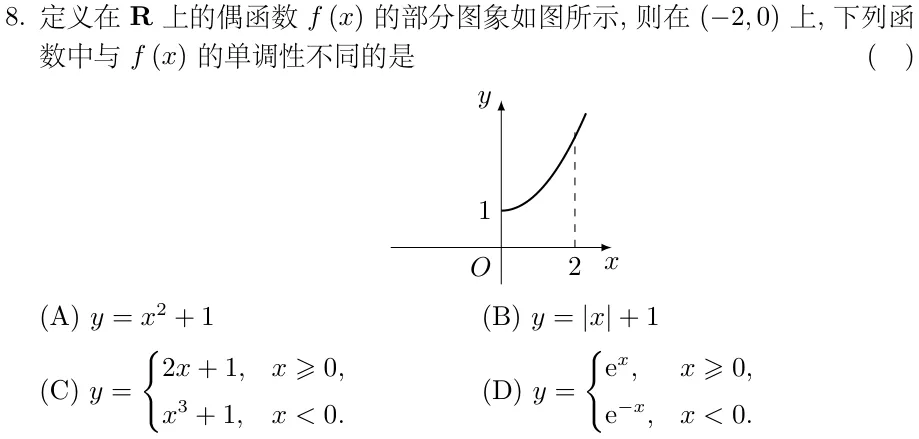 8. 定义在 R 上的偶函数 f (x) 的部分图象如图所示, 则在 (−2, 0) 上, 下列函
数中与 f (x) 的单调性不同的是 ( )
y
1
O 2 x
(A) y = x² + 1 (B) y = |x| + 1
(C) y = { 2x + 1, x ⩾ 0, x³ + 1, x < 0. (D) y = { eˣ, x ⩾ 0, e⁻ˣ, x < 0.